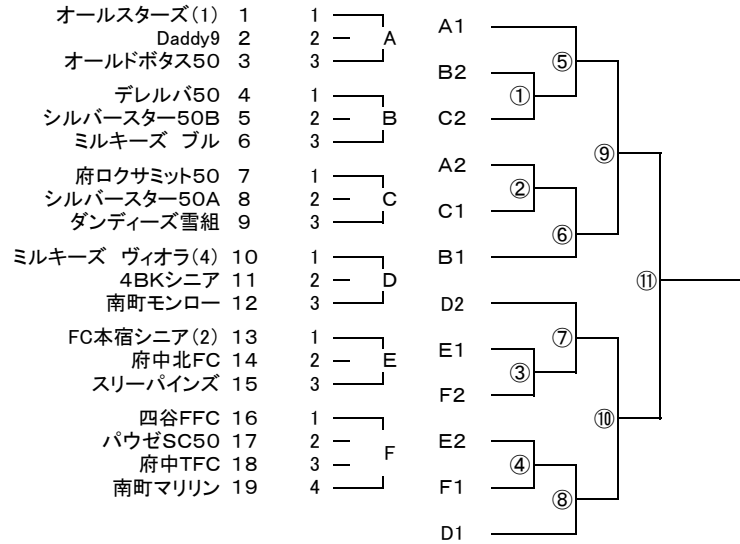 オールスターズ(1) 1 1
Daddy9 2 2 A
オールドボタス50 3 3
デレルバ50 4 1
シルバースター50B 5 2 B
ミルキーズ ブル 6 3
府ロクサミット50 7 1
シルバースター50A 8 2 C
ダンディーズ雪組 9 3
ミルキーズ ヴィオラ(4) 10 1
4BKシニア 11 2 D
南町モンロー 12 3
FC本宿シニア(2) 13 1
府中北FC 14 2 E
スリーパインズ 15 3
四谷FFC 16 1
パウゼSC50 17 2
F
府中TFC 18 3
南町マリリン 19 4
A1
⑤
B2
①
C2
⑨
A2
②
C1
⑥
B1
⑪
D2
⑦
E1
③
F2
⑩
E2
④
F1
⑧
D1